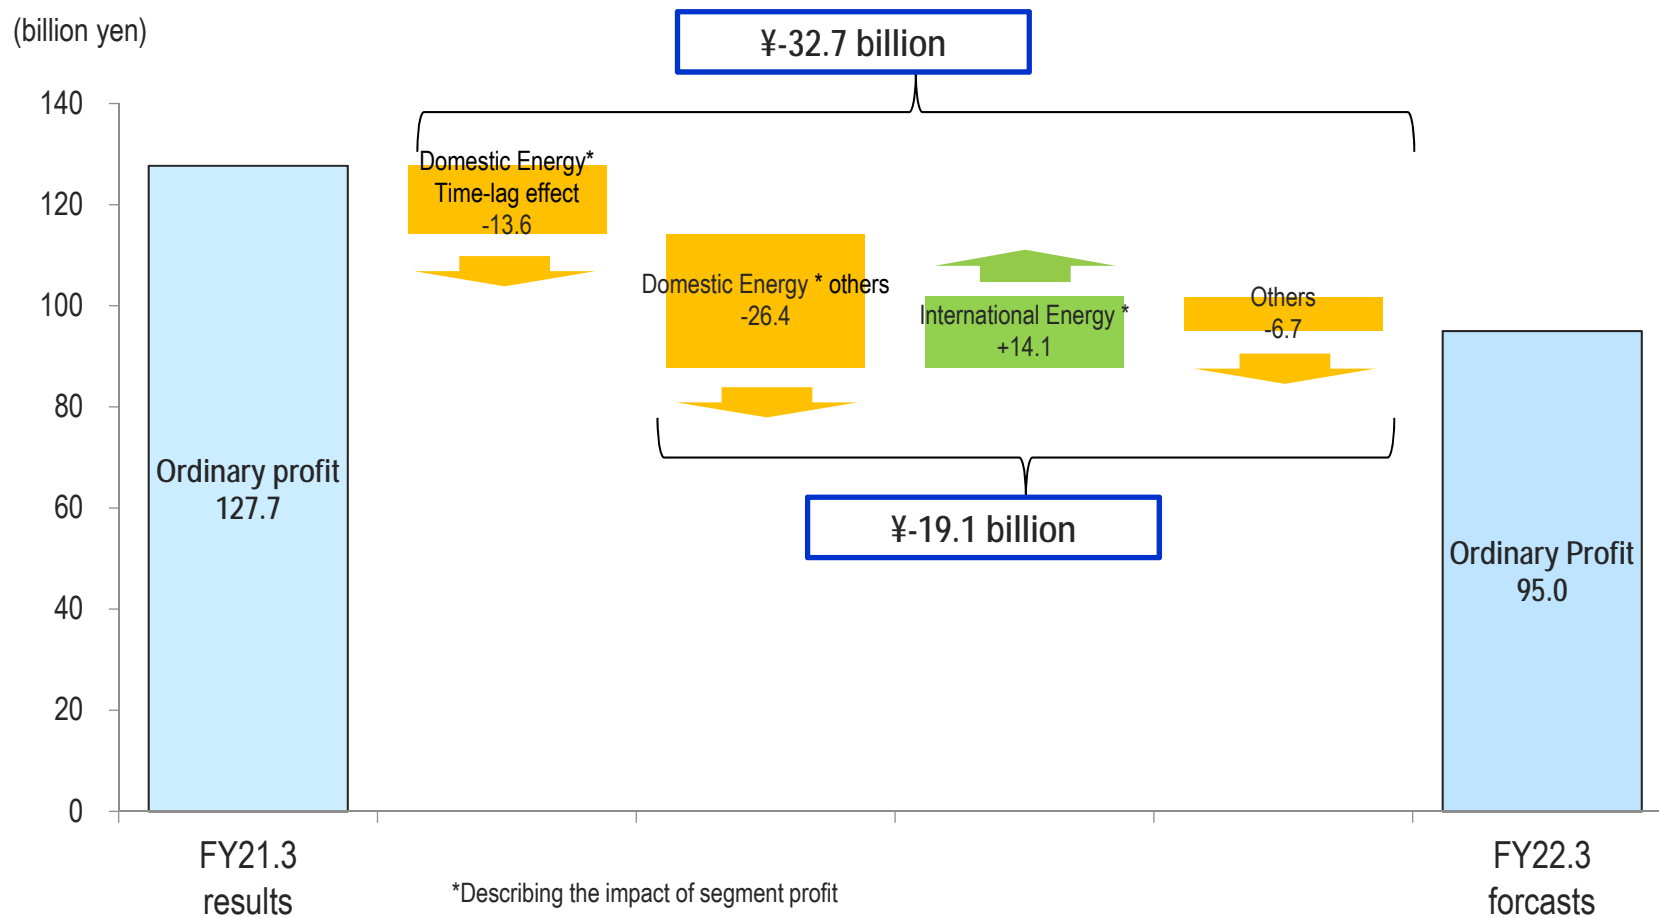 (billion yen)
¥-32.7 billion
140
120
100
80
60
40
20
0
Domestic Energy*
Time-lag effect
-13.6
Domestic Energy * others
-26.4
International Energy *
+14.1
Others
-6.7
Ordinary profit
127.7
¥-19.1 billion
Ordinary Profit
95.0
FY21.3
results
FY22.3
forcasts
*Describing the impact of segment profit